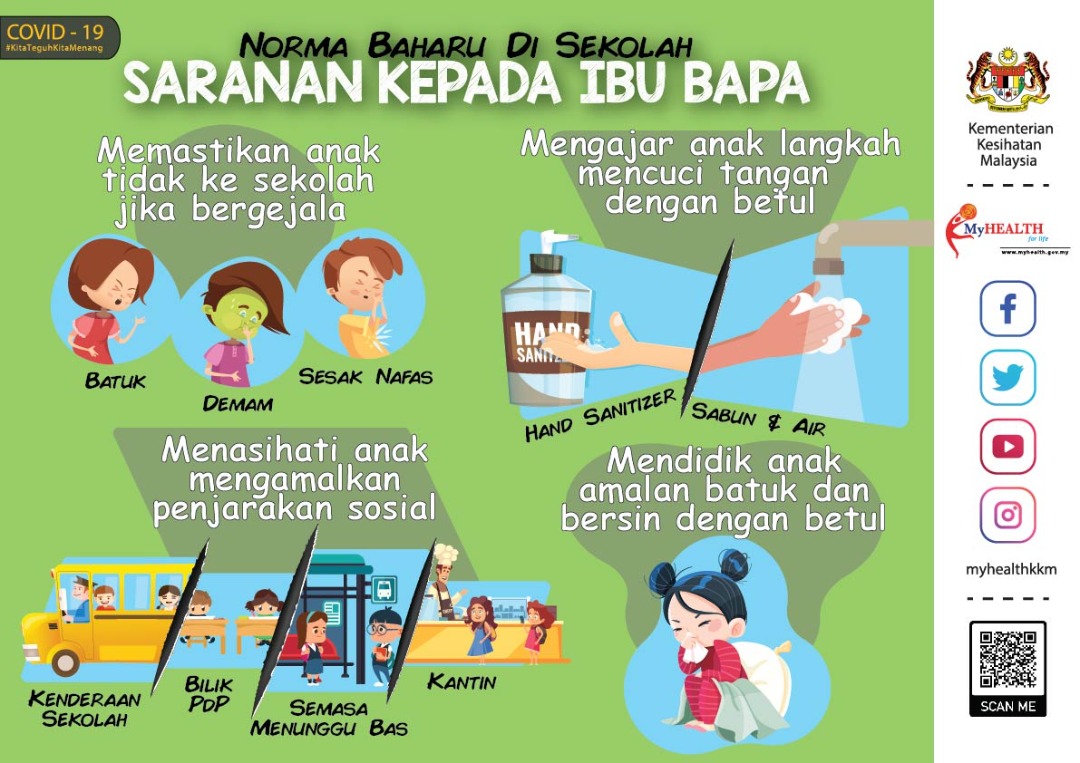 COVID - 19
#KitaTeguhKitaMenang
NORMA BAHARU DI SEKOLAH
SARANAN KEPADA IBU BAPA
Memastikan anak
tidak ke sekolah
jika bergejala
BATUK
DEMAM
SESAK NAFAS
Mengajar anak langkah
mencuci tangan
dengan betul
HAND
HAND SANITIZER
SABUN & AIR
Menasihati anak
mengamalkan
penjarakan sosial
KENDERAAN
SEKOLAH
BILIK
PDP
SEMASA
MENUNGGU BAS
KANTIN
Mendidik anak
amalan batuk dan
bersin dengan betul
Kementerian
Kesihatan
Malaysia
MyHEALTH
for life
www.myhealth.gov.my
myhealthkkm
SCAN ME